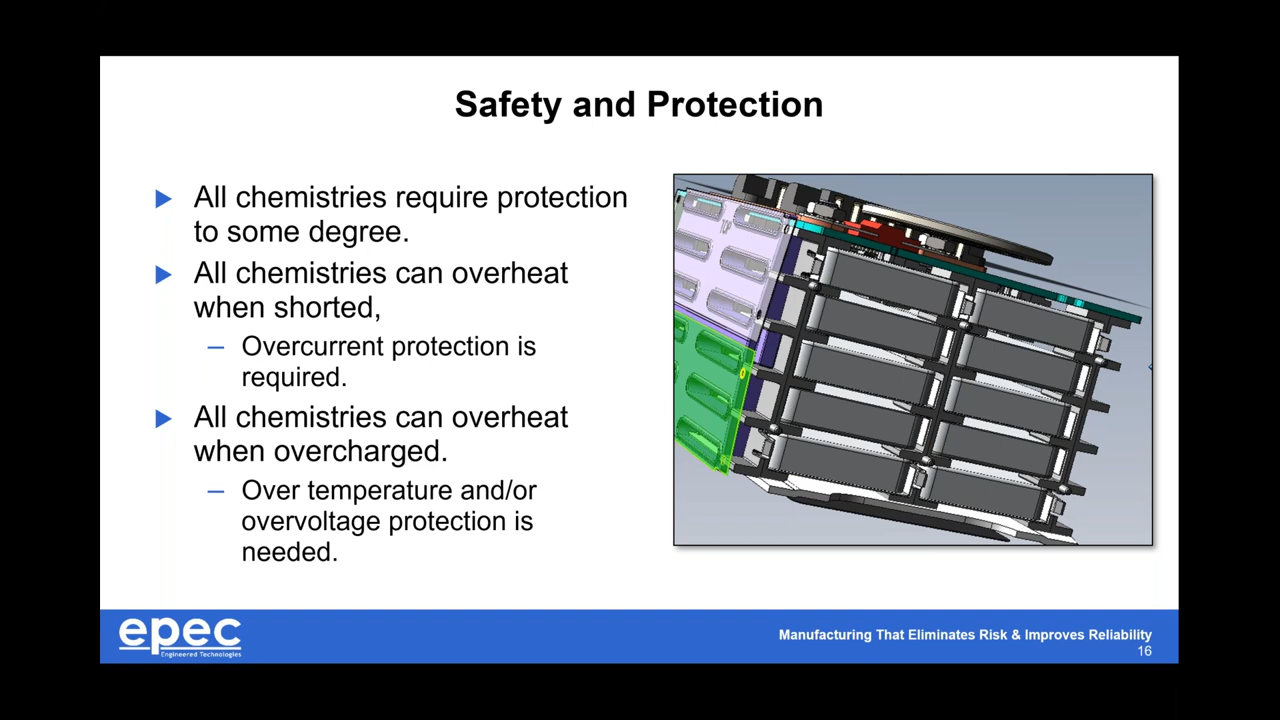 Safety and Protection
All chemistries require protection
to some degree.
All chemistries can overheat
when shorted,
– Overcurrent protection is
required.
All chemistries can overheat
when overcharged.
– Over temperature and/or
overvoltage protection is
needed.
epec
Engineered Technologies
Manufacturing That Eliminates Risk & Improves Reliability
16